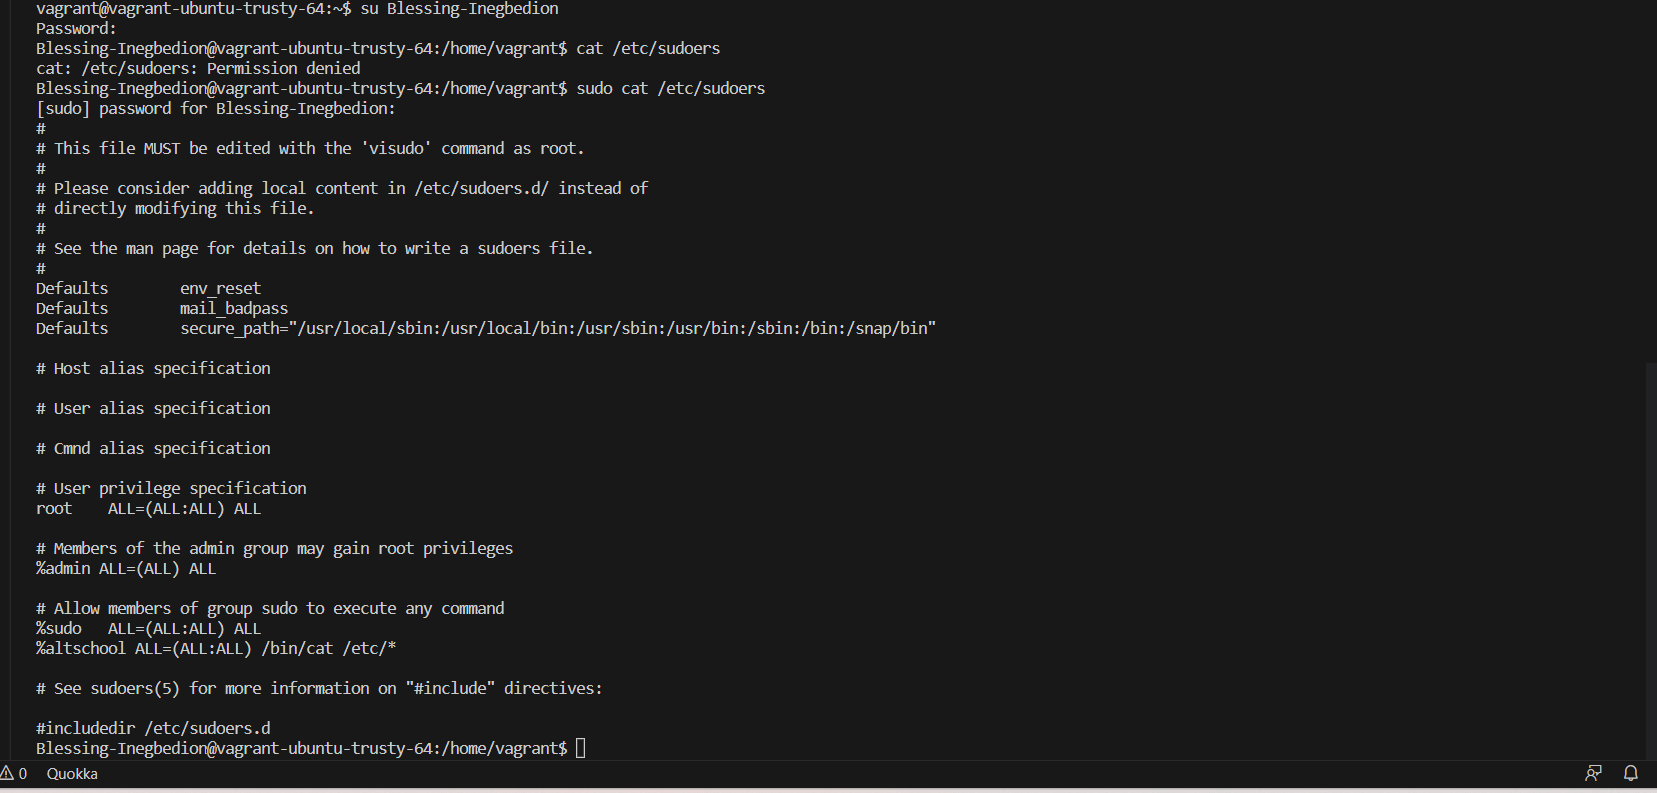 vagrant@vagrant-ubuntu-trusty-64:~$ su Blessing-Inegbedion
Password:
Blessing-Inegbedion@vagrant-ubuntu-trusty-64:/home/vagrant$ cat /etc/sudoers
cat: /etc/sudoers: Permission denied
Blessing-Inegbedion@vagrant-ubuntu-trusty-64:/home/vagrant$ sudo cat /etc/sudoers
[sudo] password for Blessing-Inegbedion:
#
# This file MUST be edited with the 'visudo' command as root.
#
# Please consider adding local content in /etc/sudoers.d/ instead of
# directly modifying this file.
#
# See the man page for details on how to write a sudoers file.
#
Defaults        env_reset
Defaults        mail_badpass
Defaults        secure_path="/usr/local/sbin:/usr/local/bin:/usr/sbin:/usr/bin:/sbin:/bin:/snap/bin"

# Host alias specification

# User alias specification

# Cmnd alias specification

# User privilege specification
root    ALL=(ALL:ALL) ALL

# Members of the admin group may gain root privileges
%admin ALL=(ALL) ALL

# Allow members of group sudo to execute any command
%sudo   ALL=(ALL:ALL) ALL
%altschool ALL=(ALL:ALL) /bin/cat /etc/*

# See sudoers(5) for more information on "#include" directives:

#includedir /etc/sudoers.d
Blessing-Inegbedion@vagrant-ubuntu-trusty-64:/home/vagrant$
0 Quokka